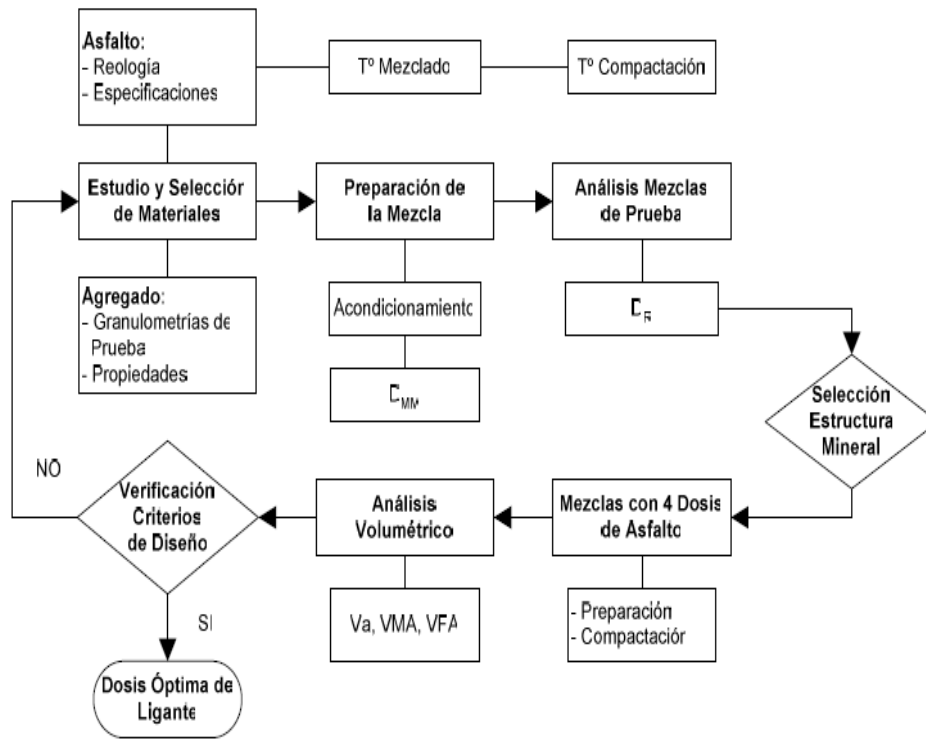 Asfalto:
- Reología
- Especificaciones
Tº Mezclado
Tº Compactación
Estudio y Selección
de Materiales
Preparación de
la Mezcla
Análisis Mezclas
de Prueba
Agregado:
- Granulometrías de
Prueba
- Propiedades
Acondicionamiento
D_MM
Selección
Estructura
Mineral
NO
Verificación
Criterios
de Diseño
Análisis
Volumétrico
Mezclas con 4 Dosis
de Asfalto
SI
Va, VMA, VFA
- Preparación
- Compactación
Dosis Óptima de
Ligante